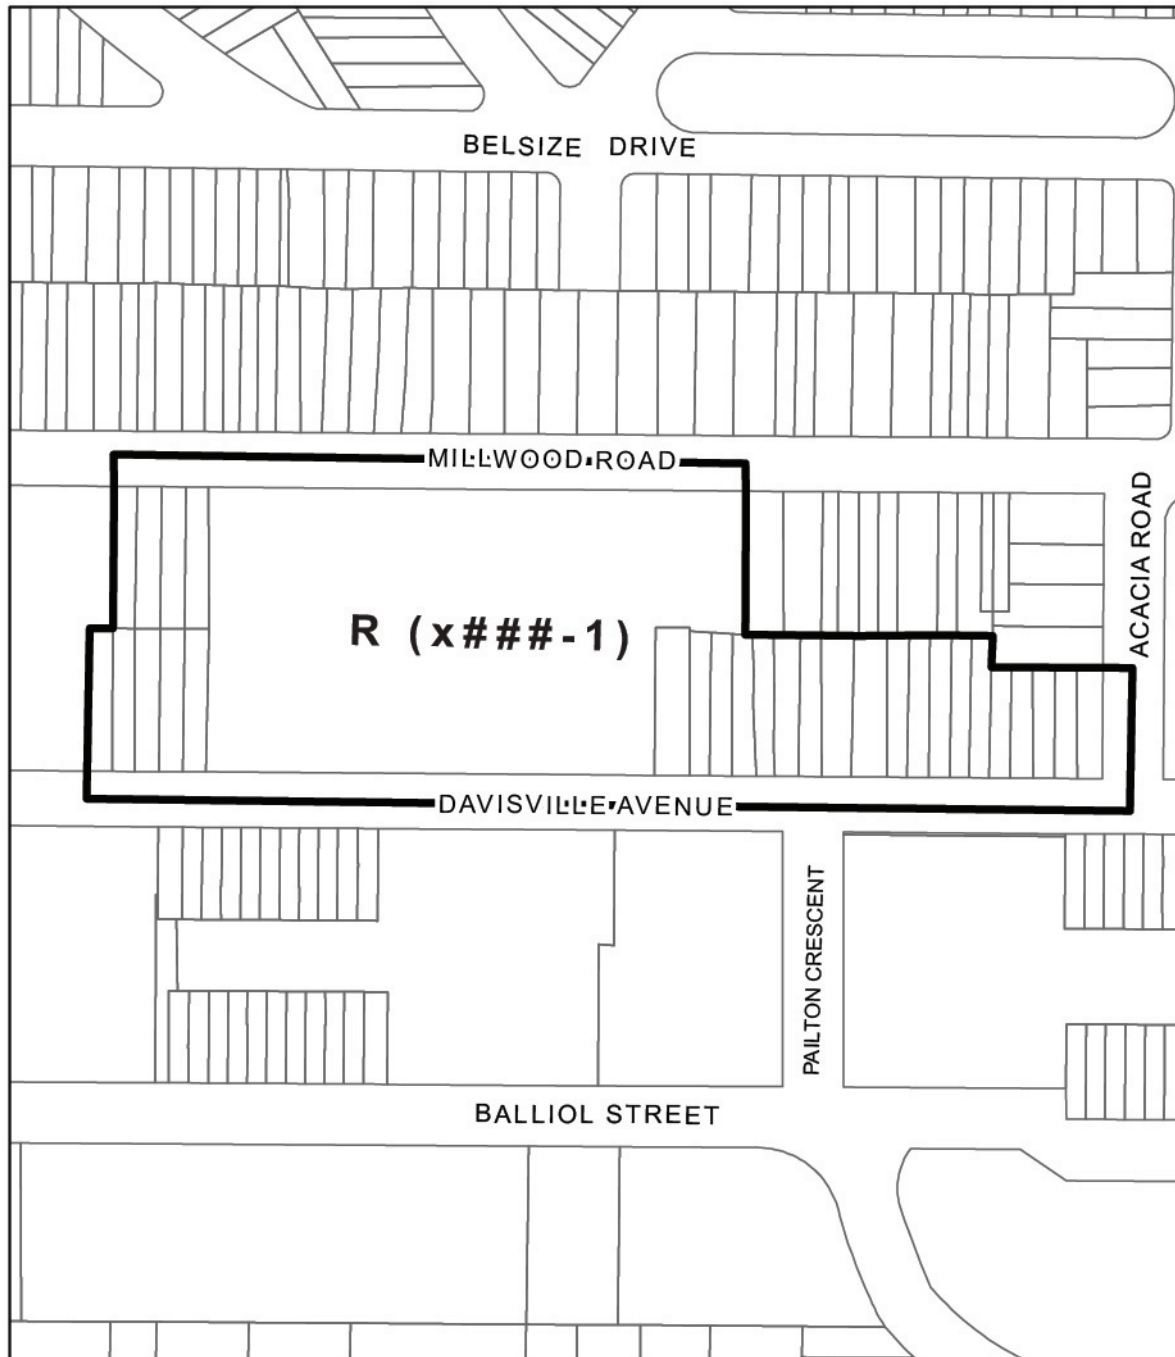 BELSIZE DRIVE
MILLWOOD ROAD
ACACIA ROAD
R (x###-1)
DAVISVILLE AVENUE
PAILTON CRESCENT
BALLIOL STREET